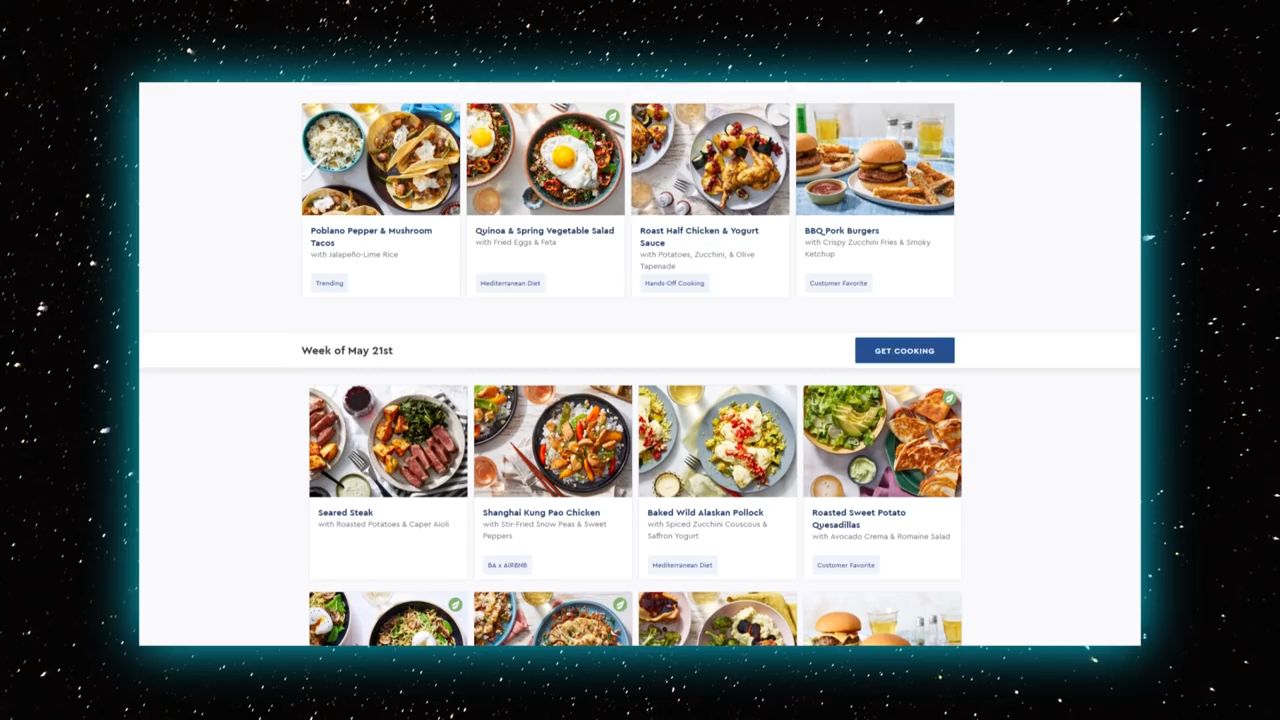 Poblano Pepper & Mushroom
Tacos
with Jalapeño-Lime Rice
Trending
Quinoa & Spring Vegetable Salad
with Fried Eggs & Feta
Mediterranean Diet
Roast Half Chicken & Yogurt
Sauce
with Potatoes, Zucchini, & Olive
Tapenade
Hands-Off Cooking
BBQ Pork Burgers
with Crispy Zucchini Fries & Smoky
Ketchup
Customer Favorite
Week of May 21st
GET COOKING
Seared Steak
with Roasted Potatoes & Caper Aioli
Shanghai Kung Pao Chicken
with Stir-Fried Snow Peas & Sweet
Peppers
BA x AIRBNB
Baked Wild Alaskan Pollock
with Spiced Zucchini Couscous &
Saffron Yogurt
Mediterranean Diet
Roasted Sweet Potato
Quesadillas
with Avocado Crema & Romaine Salad
Customer Favorite